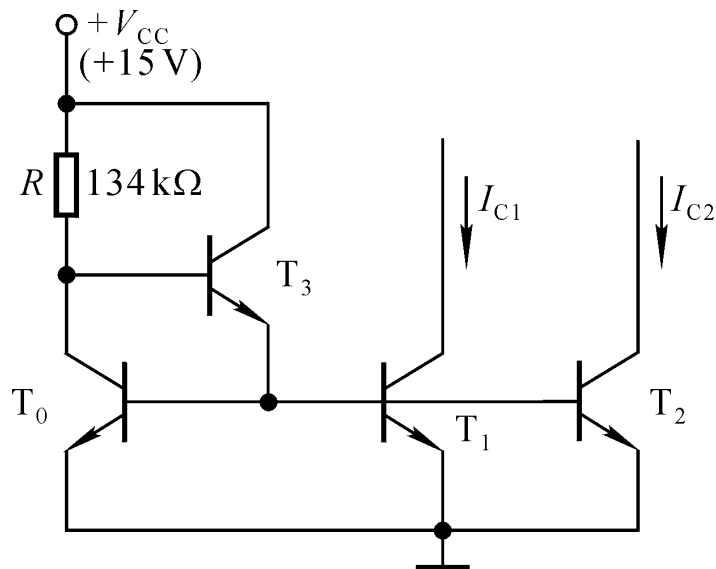 +V_CC
(+15 V)
R 134 kΩ
I_C1
I_C2
T_3
T_0
T_1
T_2